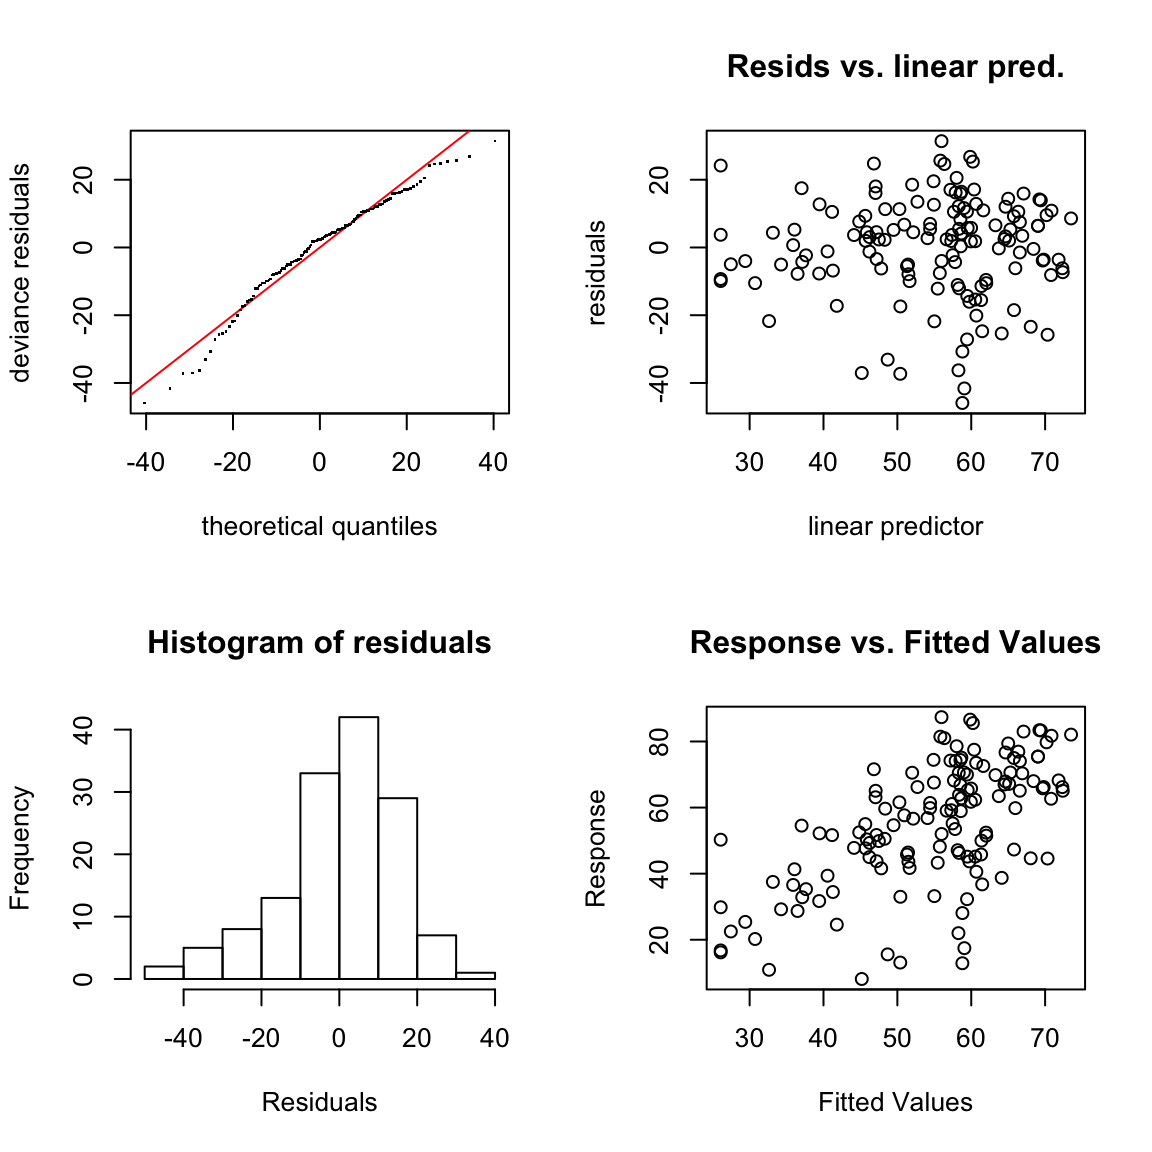 deviance residuals
20
0
-20
-40
-40 -20 0 20 40
theoretical quantiles
Resids vs. linear pred.
residuals
20
0
-20
-40
30 40 50 60 70
linear predictor
Histogram of residuals
Frequency
40
30
20
10
0
-40 -20 0 20 40
Residuals
Response vs. Fitted Values
Response
80
60
40
20
30 40 50 60 70
Fitted Values